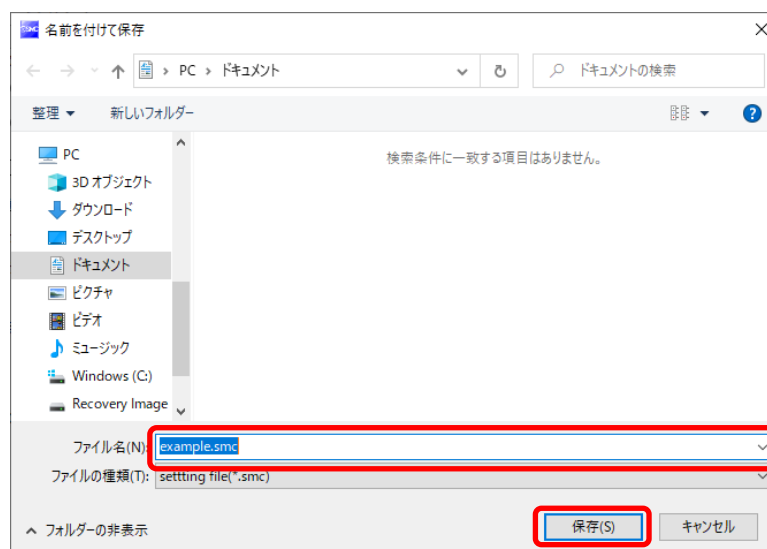 名前を付けて保存
PC › ドキュメント
ドキュメントの検索
整理 新しいフォルダー
PC
検索条件に一致する項目はありません。
3D オブジェクト
ダウンロード
デスクトップ
ドキュメント
ピクチャ
ビデオ
ミュージック
Windows (C:)
Recovery Image
ファイル名(N): example.smc
ファイルの種類(T): settting file(*.smc)
フォルダーの非表示
保存(S) キャンセル